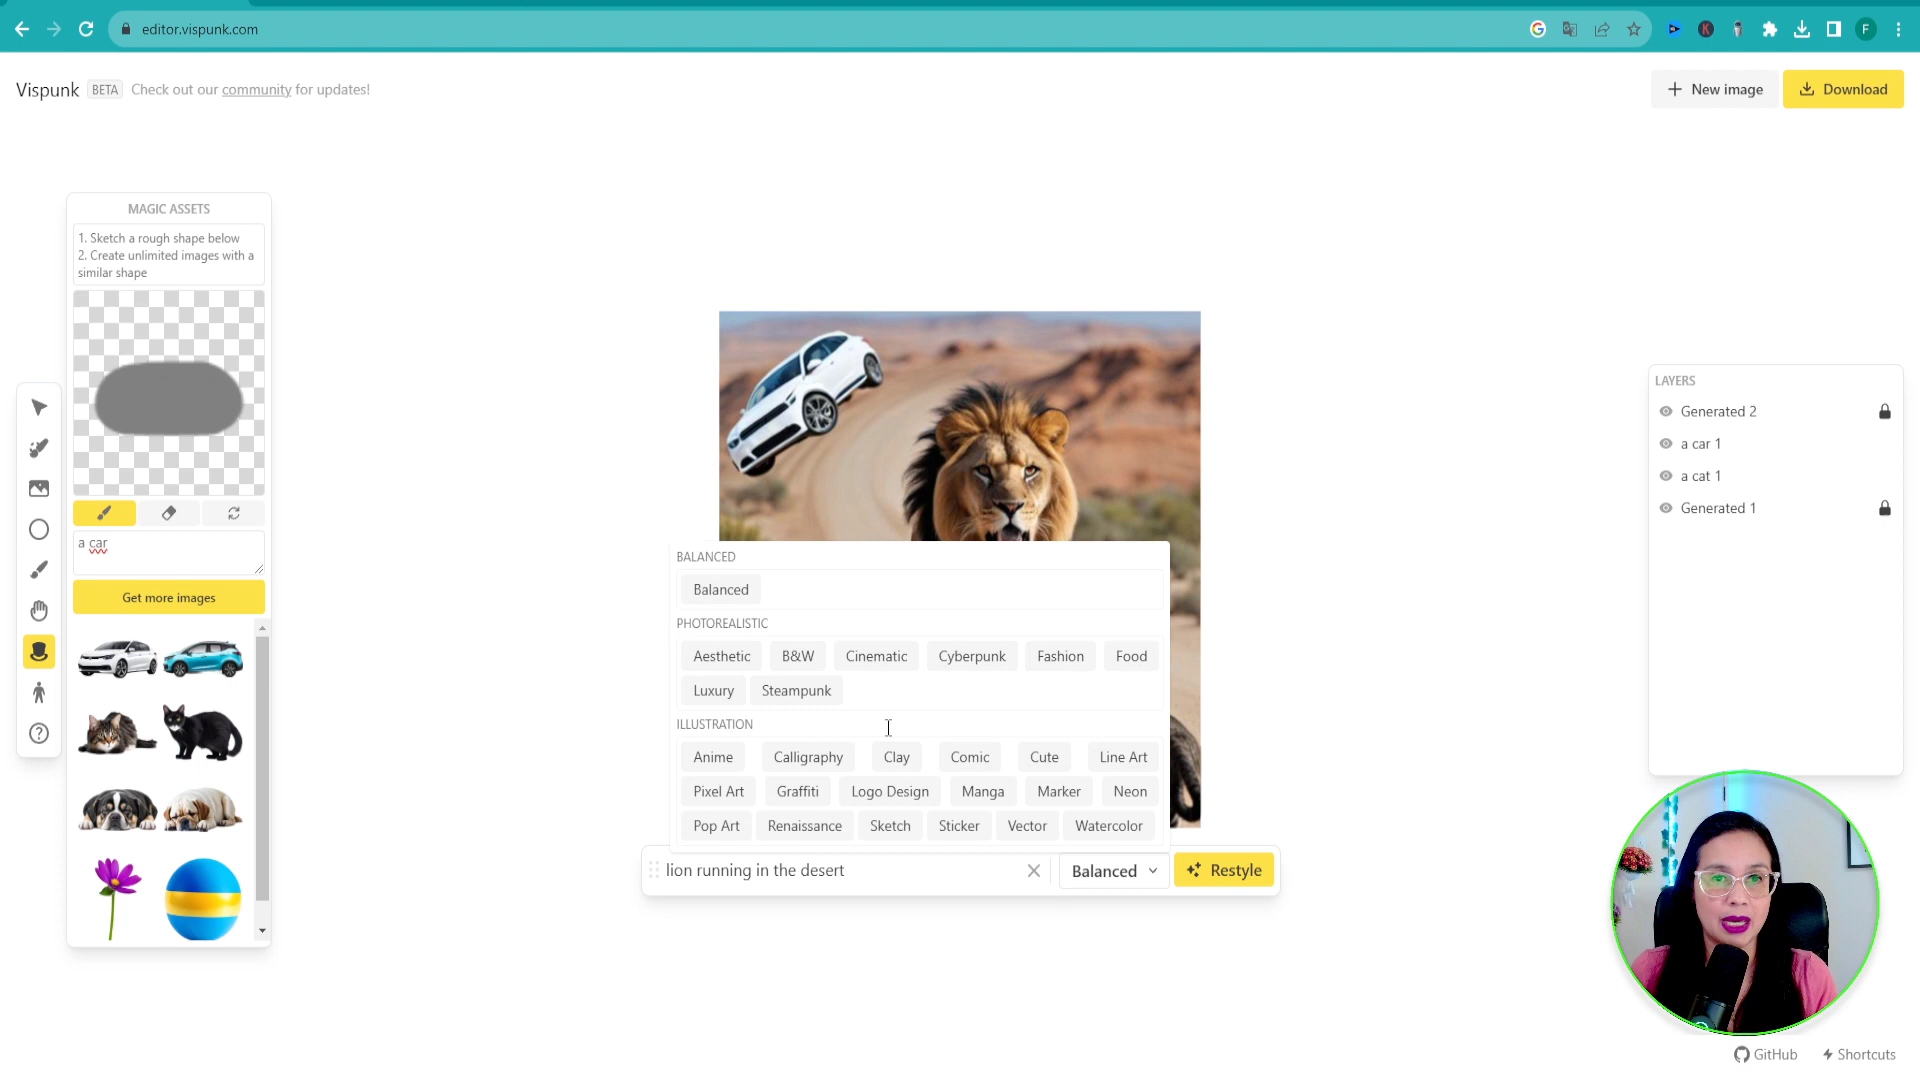 editor.vispunk.com
K
F
Vispunk BETA Check out our community for updates!
New image
Download
MAGIC ASSETS
1. Sketch a rough shape below
2. Create unlimited images with a
similar shape
a car
Get more images
LAYERS
Generated 2
a car 1
a cat 1
Generated 1
BALANCED
Balanced
PHOTOREALISTIC
Aesthetic B&W Cinematic Cyberpunk Fashion Food
Luxury Steampunk
ILLUSTRATION
Anime Calligraphy Clay Comic Cute Line Art
Pixel Art Graffiti Logo Design Manga Marker Neon
Pop Art Renaissance Sketch Sticker Vector Watercolor
lion running in the desert
Balanced
Restyle
GitHub
Shortcuts